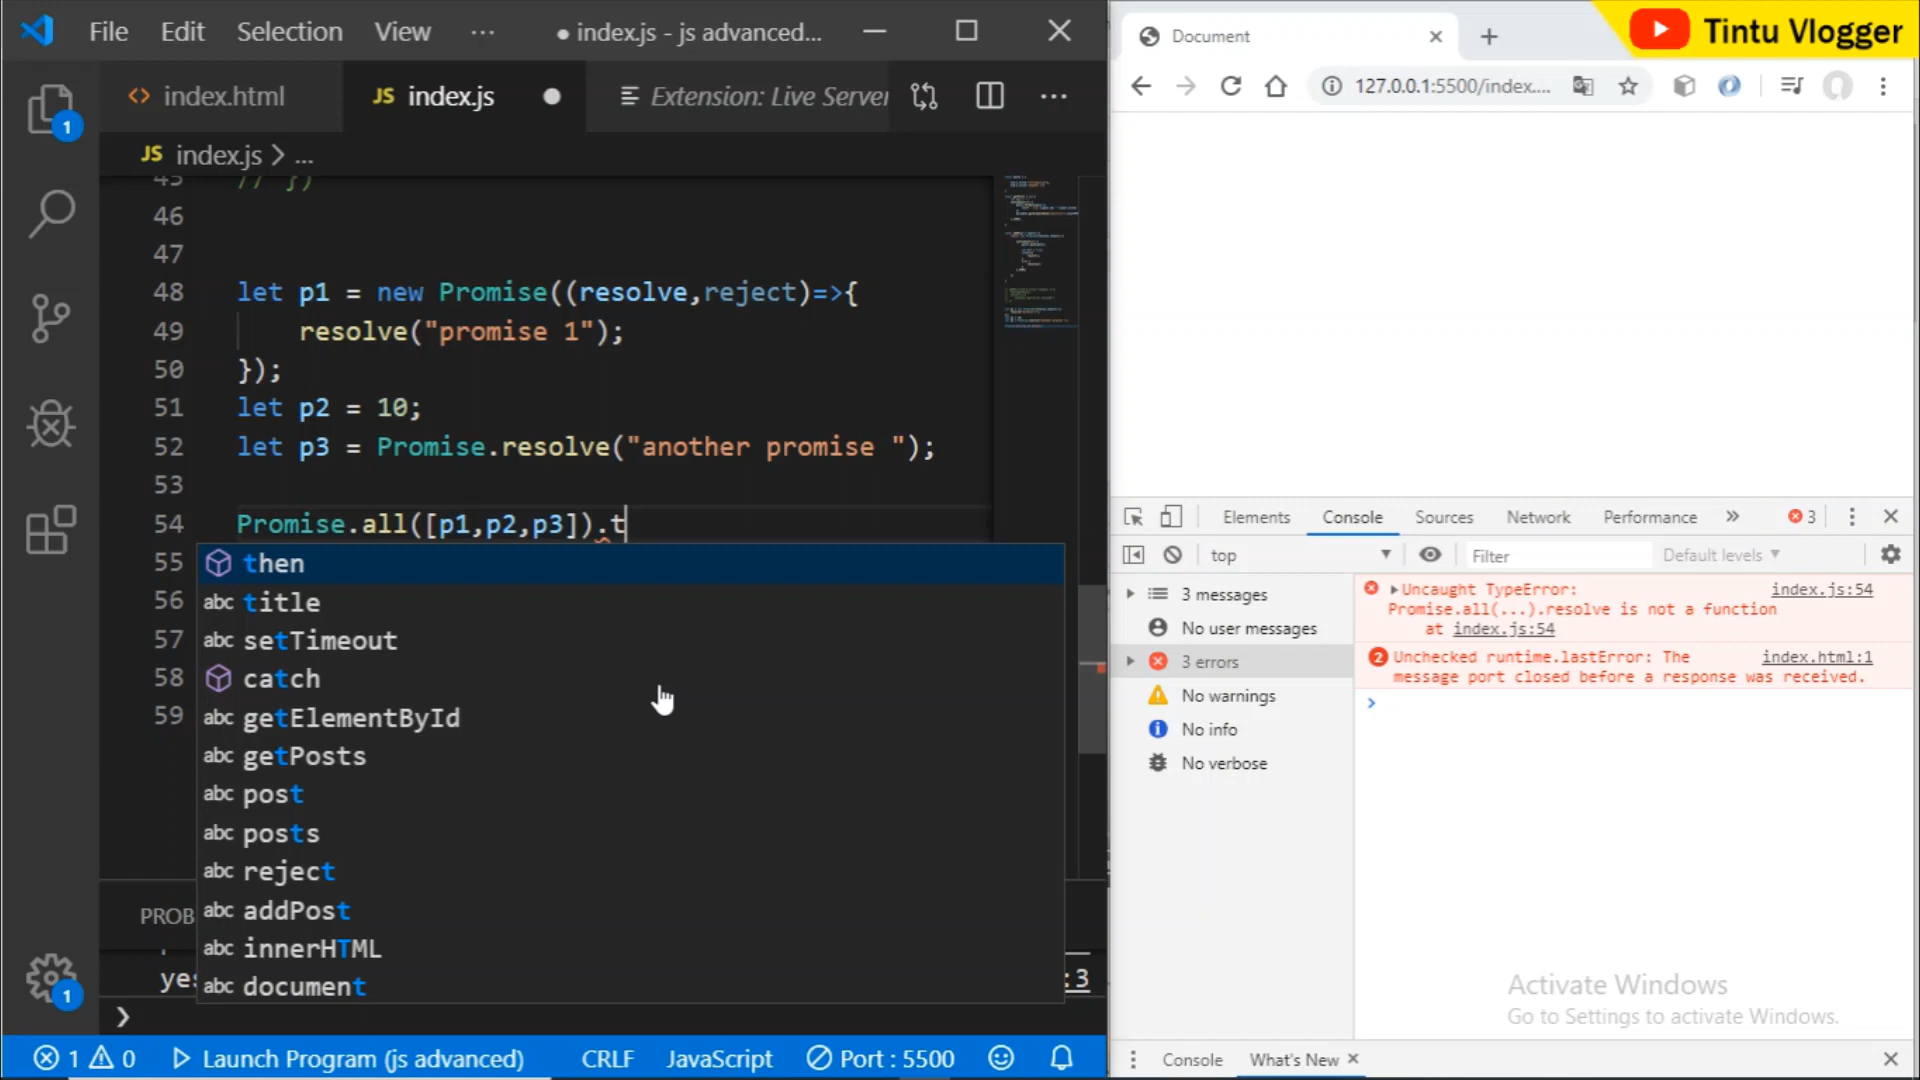 File Edit Selection View ... ● index.js - js advanced...
index.html JS index.js ● Extension: Live Server ...
JS index.js > ...
45 // })
46
47
48 let p1 = new Promise((resolve,reject)=>{
49 resolve("promise 1");
50 });
51 let p2 = 10;
52 let p3 = Promise.resolve("another promise ");
53
54 Promise.all([p1,p2,p3]).t
55 then
56 abc title
57 abc setTimeout
58 catch
59 abc getElementById
abc getPosts
abc post
abc posts
abc reject
abc addPost
abc innerHTML
abc document
PROB
yes
:3
1 0 Launch Program (js advanced) CRLF JavaScript Port : 5500
1
1
Document
Tintu Vlogger
127.0.0.1:5500/index....
Elements Console Sources Network Performance » 3
top Filter Default levels
3 messages
No user messages
3 errors
No warnings
No info
No verbose
Uncaught TypeError: index.js:54
Promise.all(...).resolve is not a function
at index.js:54
2 Unchecked runtime.lastError: The index.html:1
message port closed before a response was received.
Activate Windows
Go to Settings to activate Windows.
Console What's New